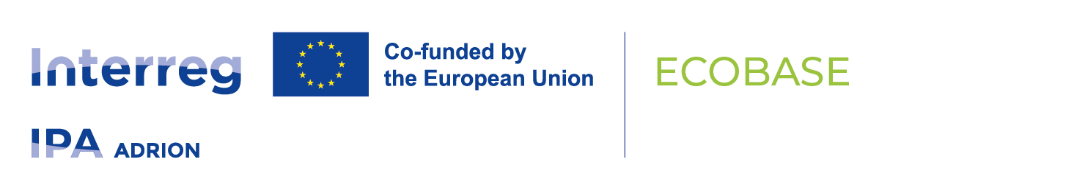 Interreg
Co-funded by
the European Union
ECOBASE
IPA ADRION